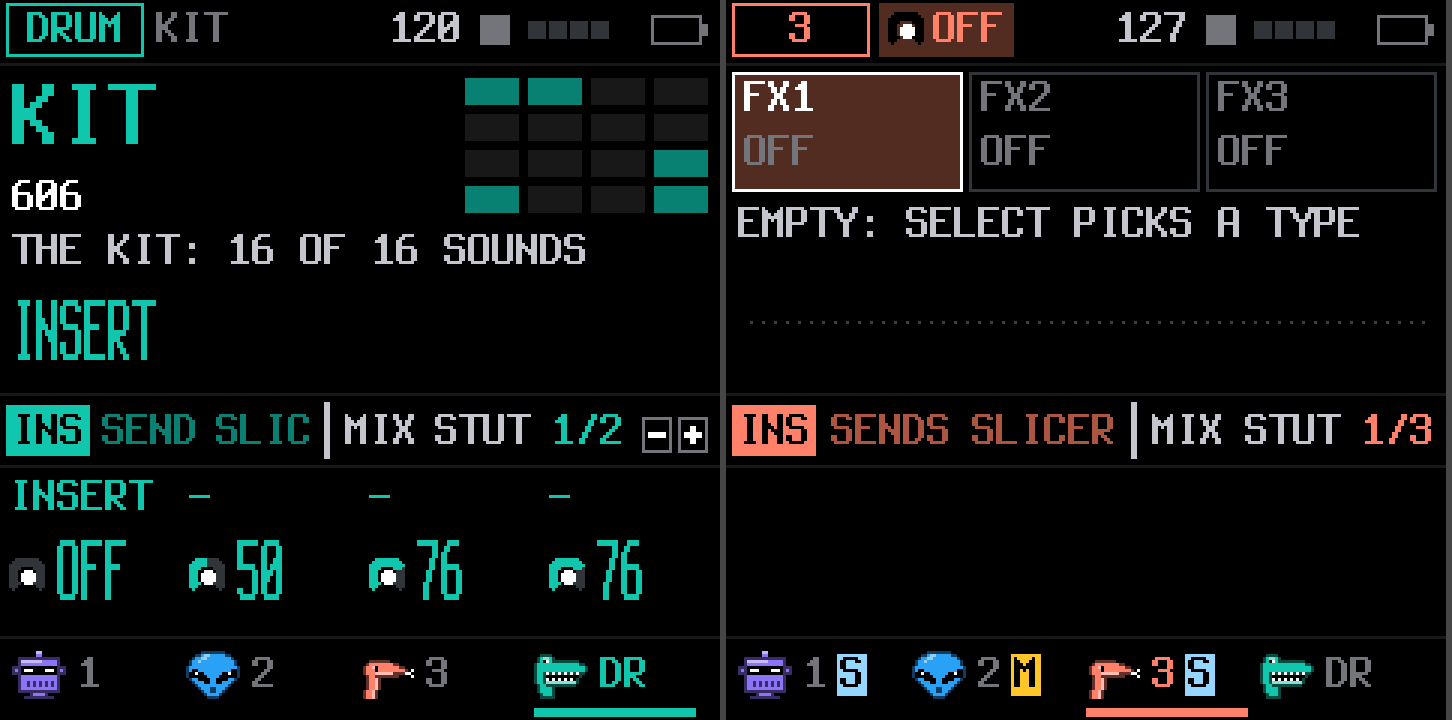 DRUM KIT 120
KIT
606
THE KIT: 16 OF 16 SOUNDS
INSERT
INS SEND SLIC MIX STUT 1/2 - +
INSERT - - -
OFF 50 76 76
1 2 3 DR
3 OFF 127
FX1 FX2 FX3
OFF OFF OFF
EMPTY: SELECT PICKS A TYPE
INS SENDS SLICER MIX STUT 1/3
1 S 2 M 3 S DR